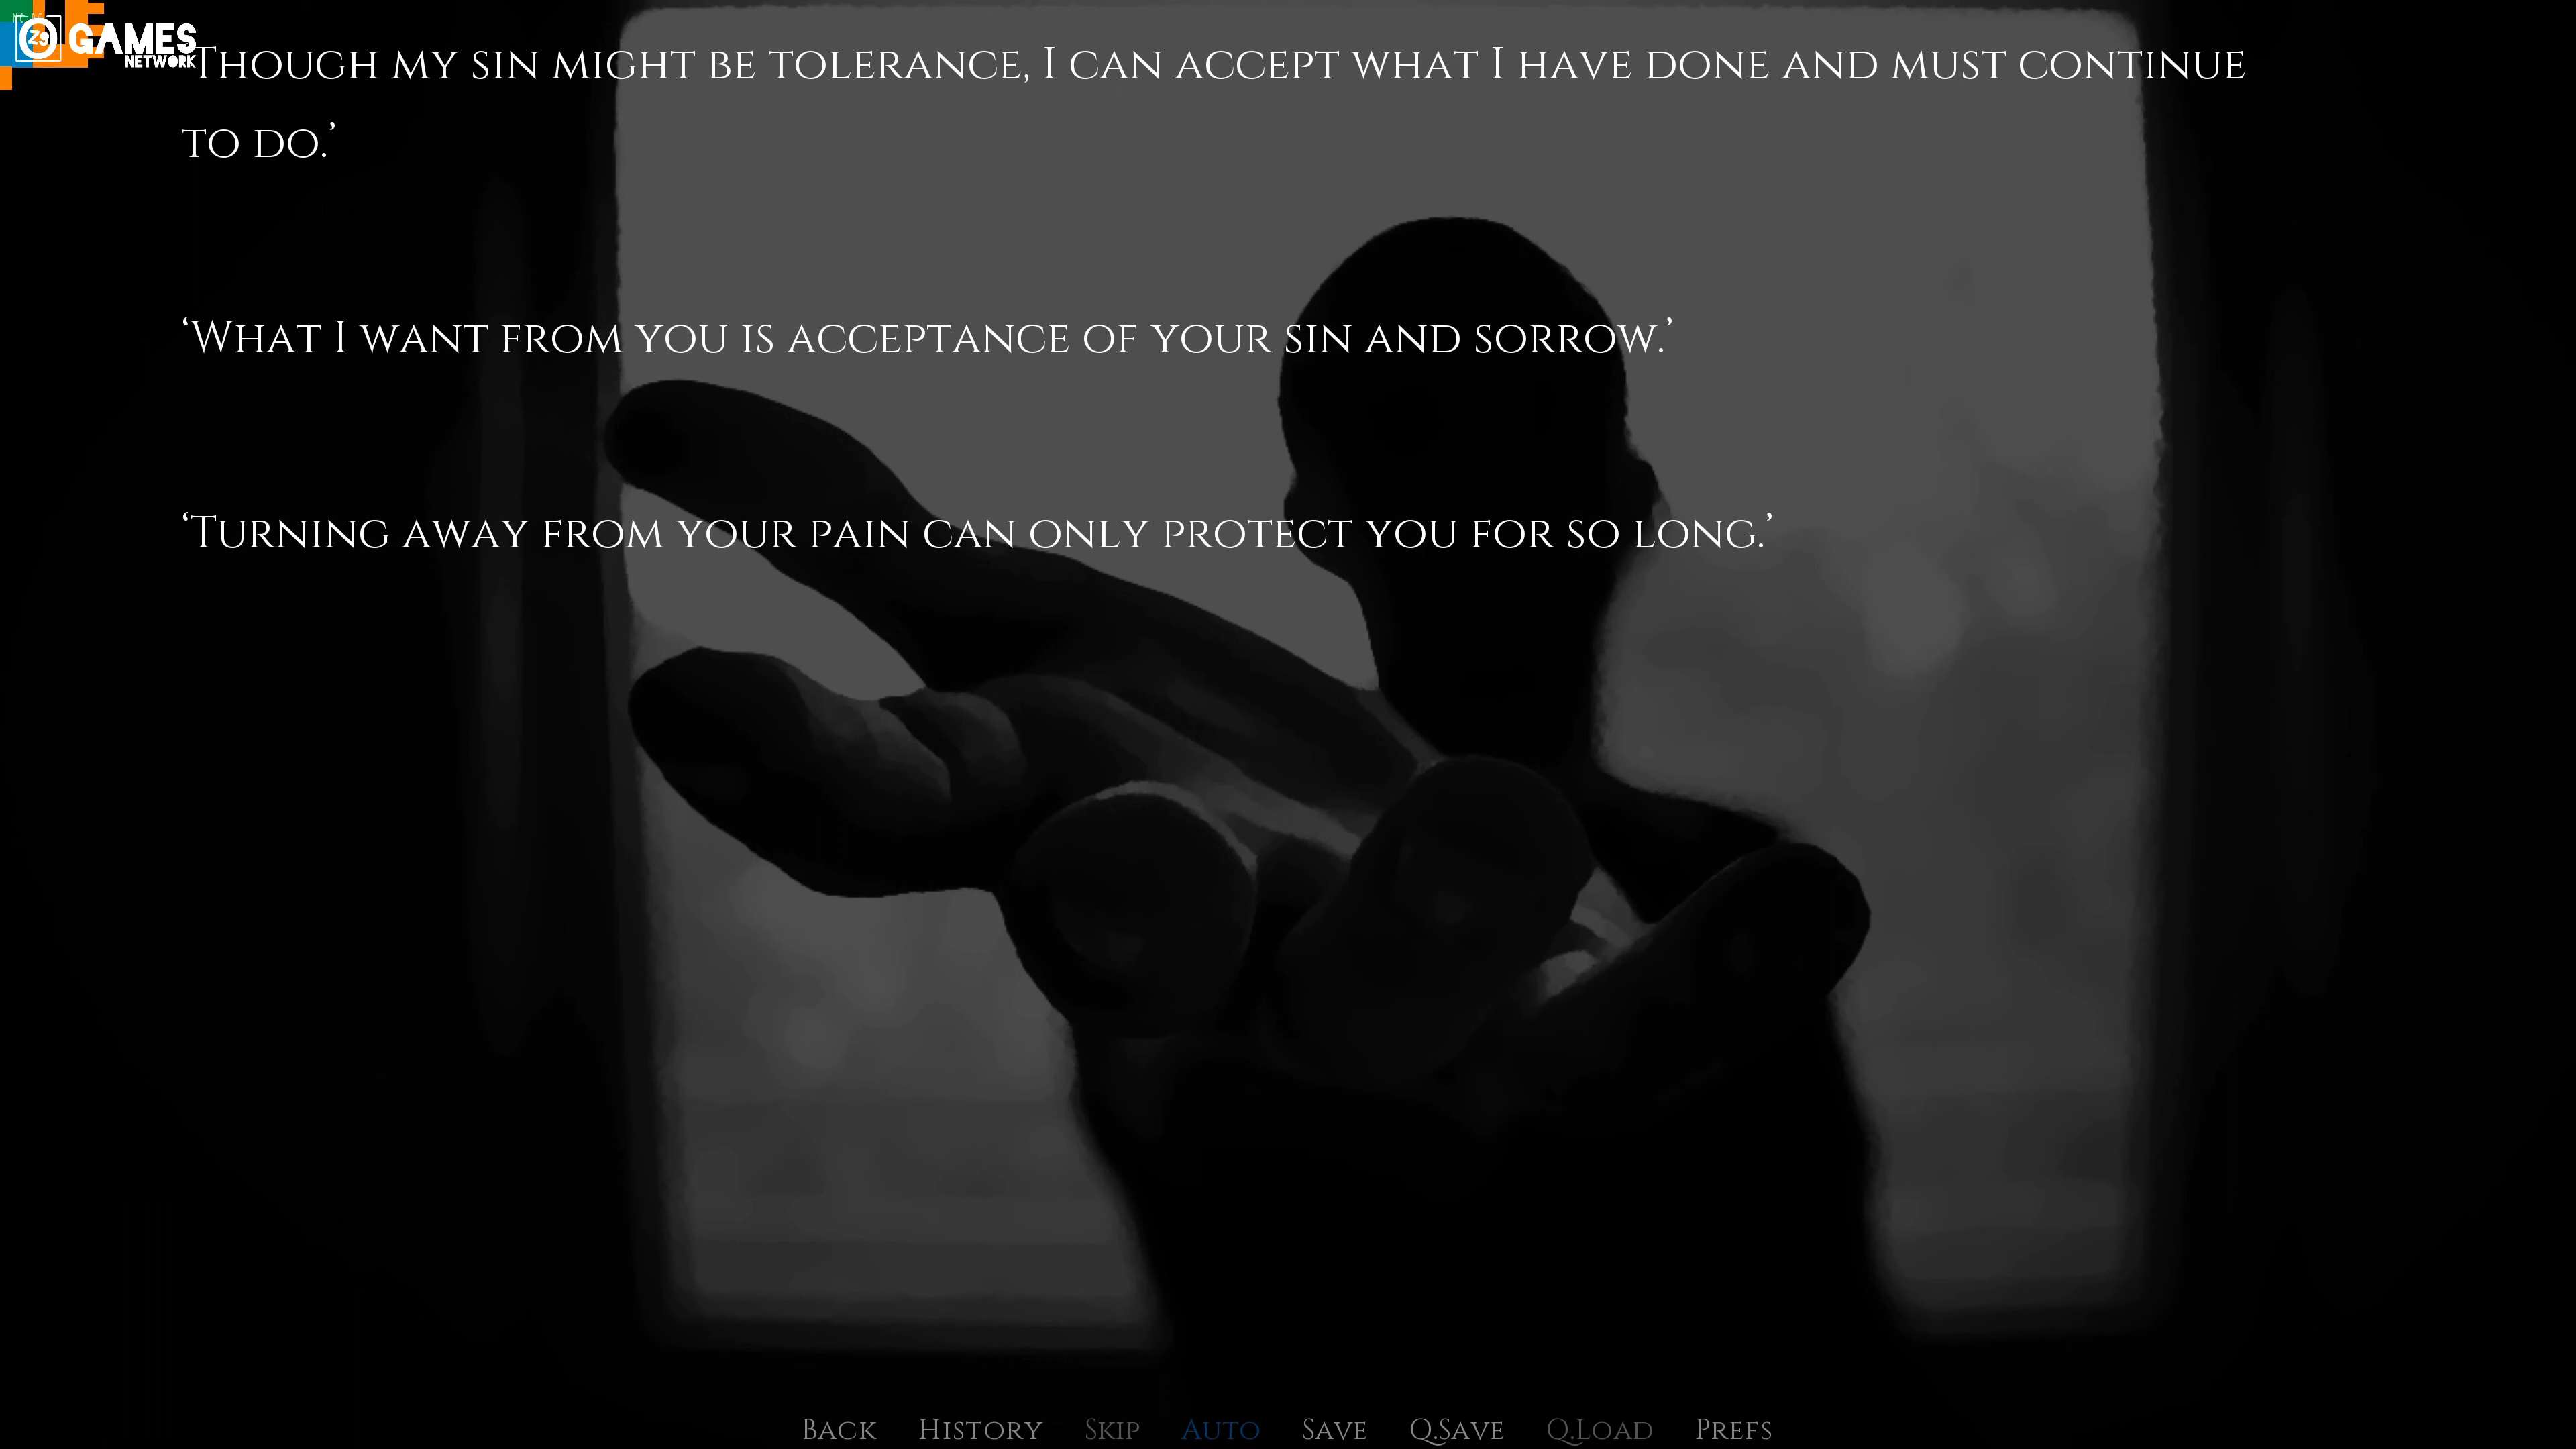 GAMES
NETWORK
Though my sin might be tolerance, I can accept what I have done and must continue
to do.’
‘What I want from you is acceptance of your sin and sorrow.’
‘Turning away from your pain can only protect you for so long.’
Back History Skip Auto Save Q.Save Q.Load Prefs